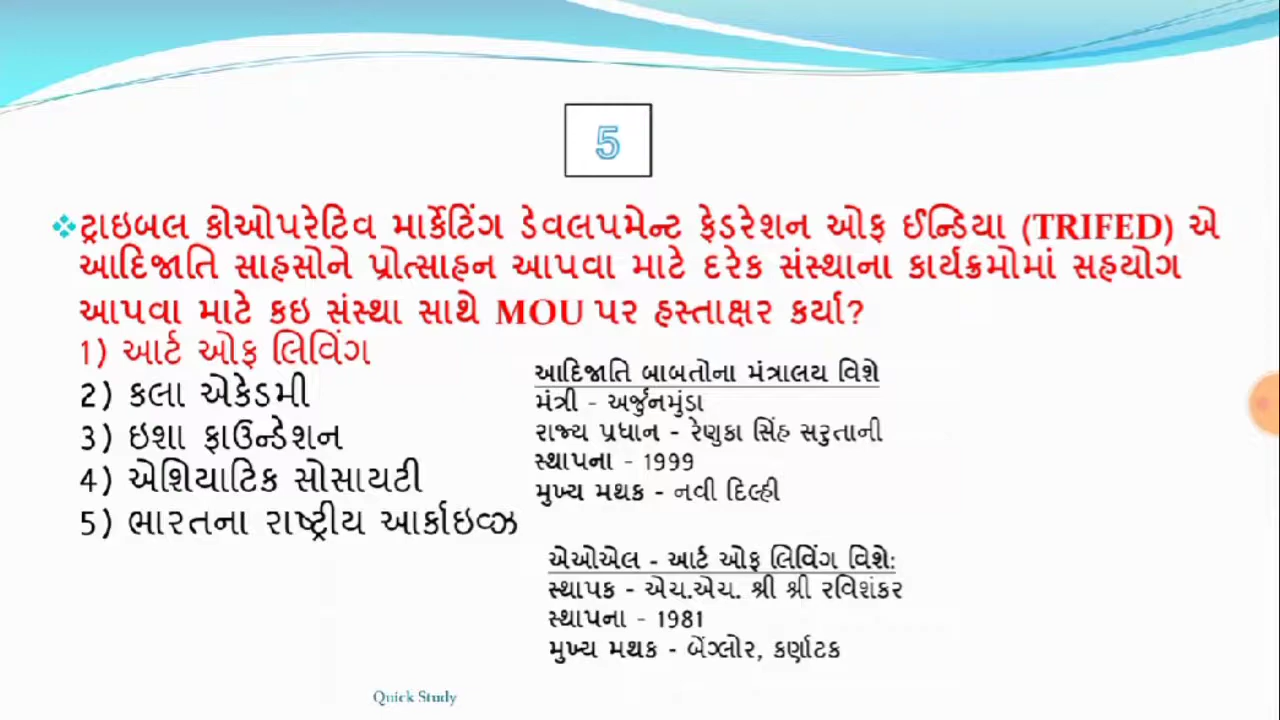 5
ટ્રાઇબલ કોઓપરેટિવ માર્કેટિંગ ડેવલપમેન્ટ ફેડરેશન ઓફ ઈન્ડિયા (TRIFED) એ
આદિજાતિ સાહસોને પ્રોત્સાહન આપવા માટે દરેક સંસ્થાના કાર્યક્રમોમાં સહયોગ
આપવા માટે કઇ સંસ્થા સાથે MOU પર હસ્તાક્ષર કર્યા?
1) આર્ટ ઓફ લિવિંગ
2) કલા એકેડમી
3) ઇશા ફાઉન્ડેશન
4) એશિયાટિક સોસાયટી
5) ભારતના રાષ્ટ્રીય આર્કાઇવ્ઝ
આદિજાતિ બાબતોના મંત્રાલય વિશે
મંત્રી - અર્જુનમુંડા
રાજ્ય પ્રધાન - રેણુકા સિંહ સરુતાની
સ્થાપના - 1999
મુખ્ય મથક - નવી દિલ્હી
એઓએલ - આર્ટ ઓફ લિવિંગ વિશે:
સ્થાપક - એચ.એચ. શ્રી શ્રી રવિશંકર
સ્થાપના - 1981
મુખ્ય મથક - બેંગ્લોર, કર્ણાટક
Quick Study